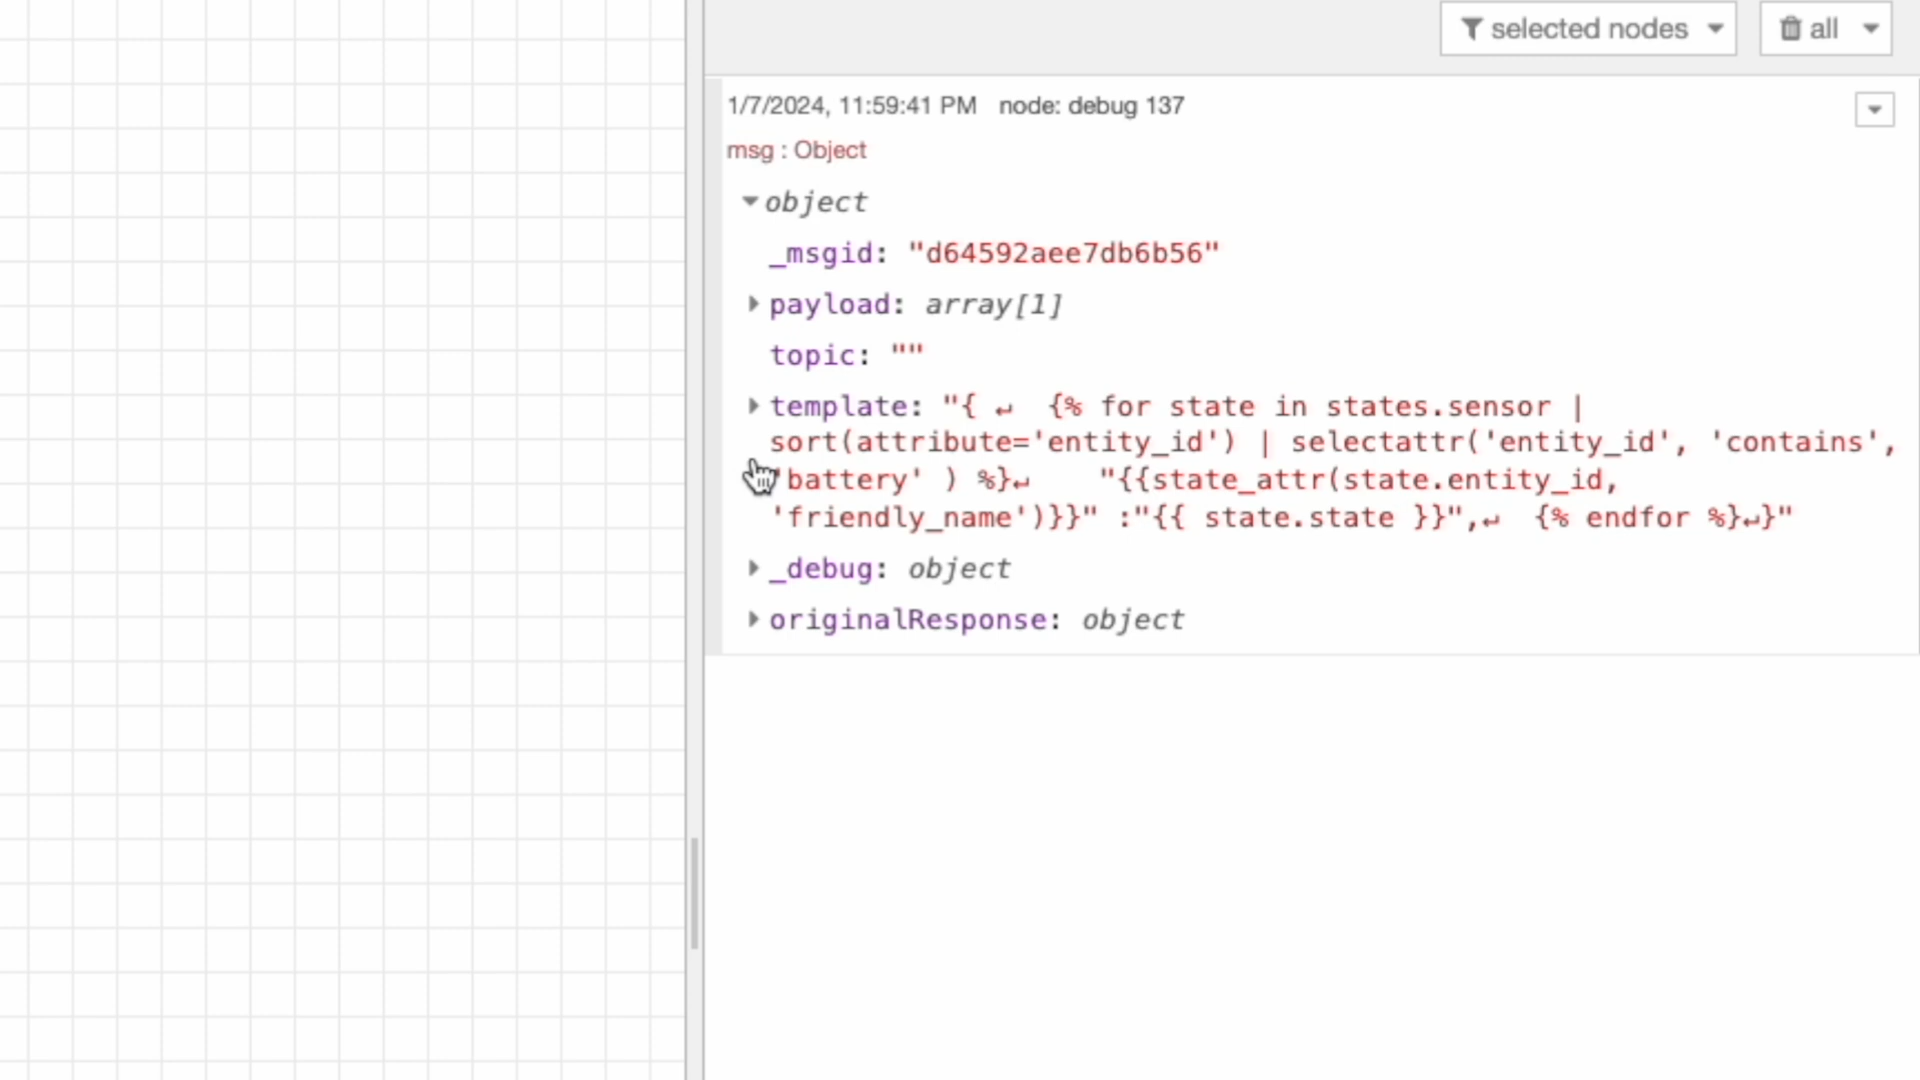 selected nodes
all
1/7/2024, 11:59:41 PM node: debug 137
msg : Object
object
_msgid: "d64592aee7db6b56"
payload: array[1]
topic: ""
template: "{ ↵  {% for state in states.sensor |
sort(attribute='entity_id') | selectattr('entity_id', 'contains',
'battery' ) %}↵    "{{state_attr(state.entity_id,
'friendly_name')}}" :"{{ state.state }}",↵  {% endfor %}↵}"
_debug: object
originalResponse: object